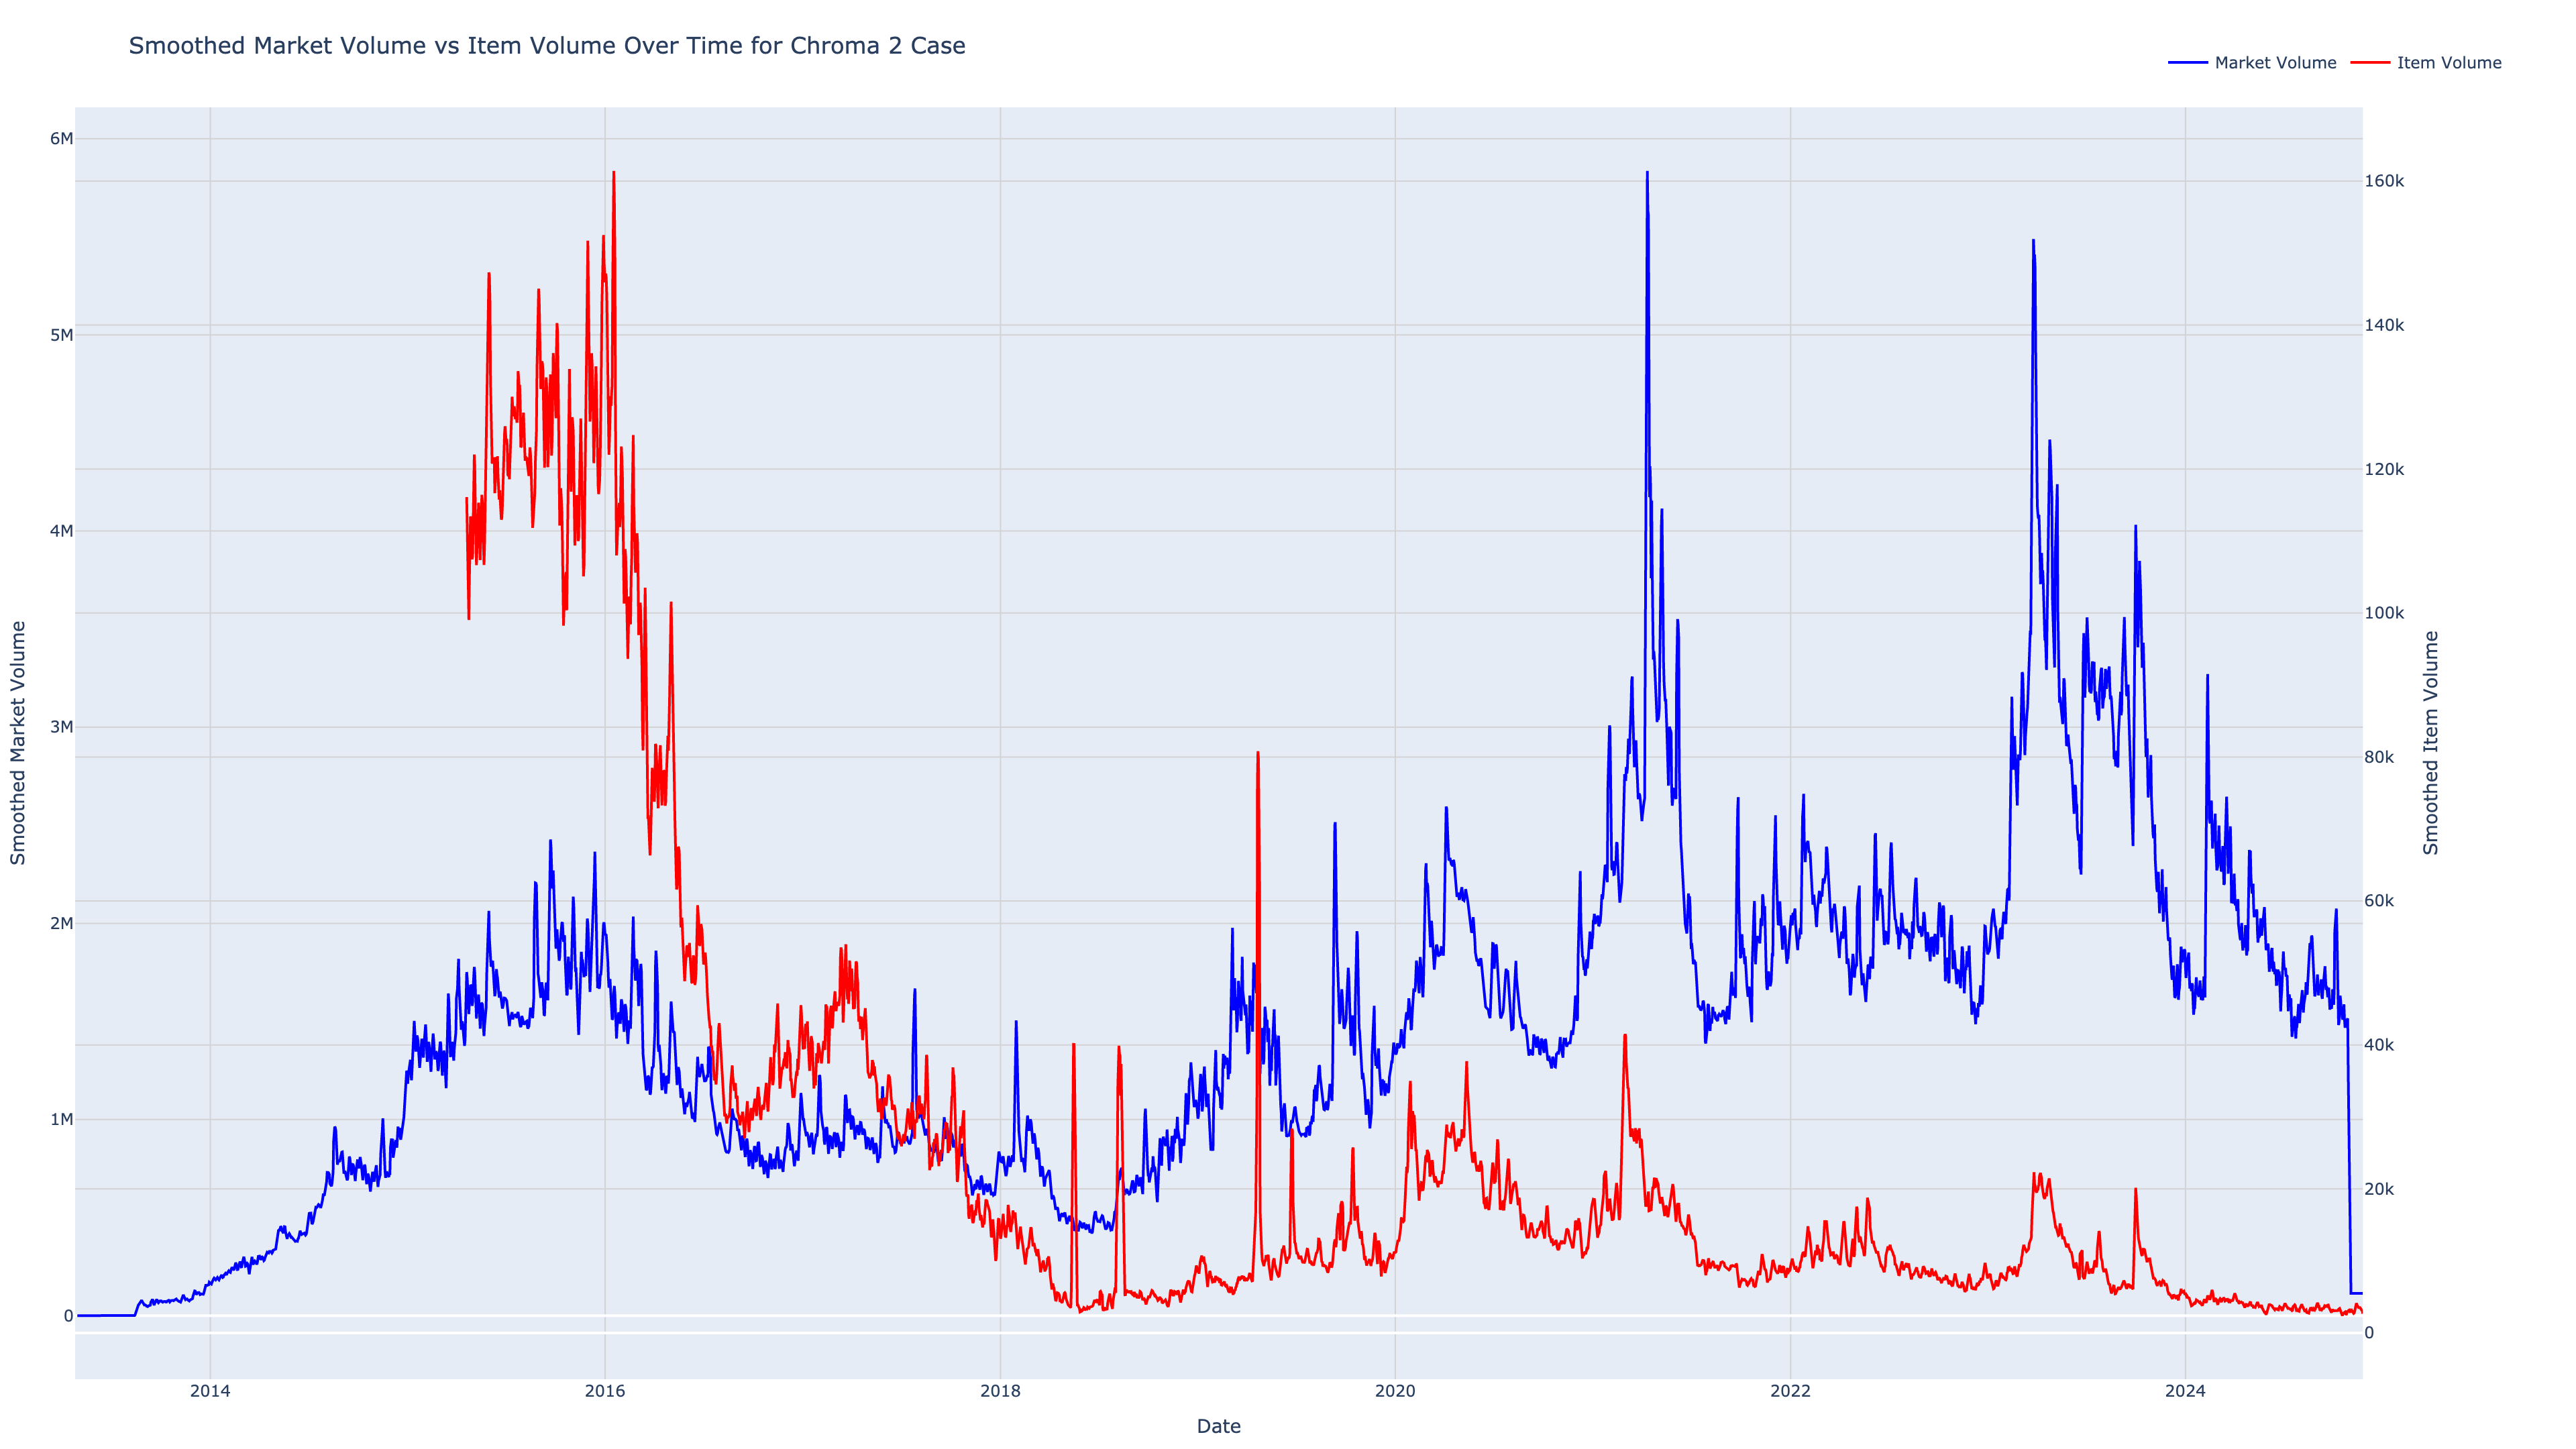 Smoothed Market Volume vs Item Volume Over Time for Chroma 2 Case
Market Volume
Item Volume
6M
5M
4M
3M
2M
1M
0
Smoothed Market Volume
160k
140k
120k
100k
80k
60k
40k
20k
0
Smoothed Item Volume
2014
2016
2018
2020
2022
2024
Date